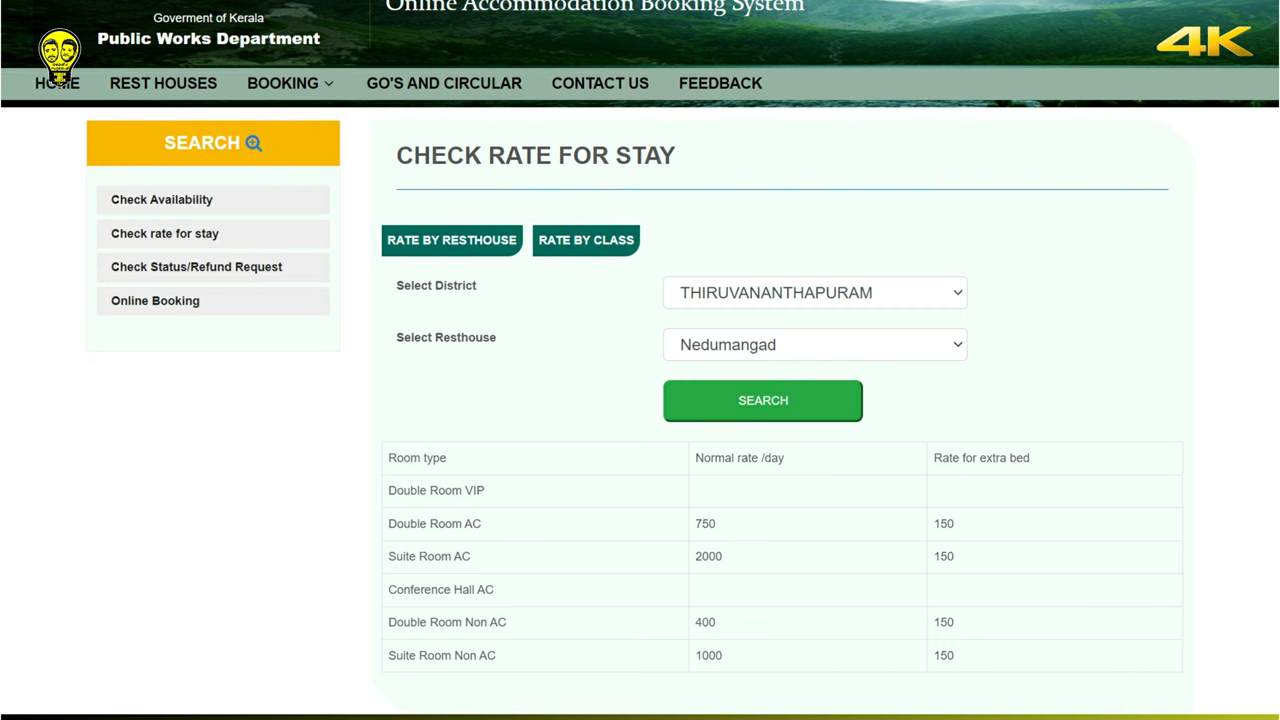 Online Accommodation Booking System
Goverment of Kerala
Public Works Department
4K
HOME
REST HOUSES
BOOKING
GO'S AND CIRCULAR
CONTACT US
FEEDBACK
SEARCH
Check Availability
Check rate for stay
Check Status/Refund Request
Online Booking
CHECK RATE FOR STAY
RATE BY RESTHOUSE
RATE BY CLASS
Select District
THIRUVANANTHAPURAM
Select Resthouse
Nedumangad
SEARCH
Room type Normal rate /day Rate for extra bed
Double Room VIP
Double Room AC 750 150
Suite Room AC 2000 150
Conference Hall AC
Double Room Non AC 400 150
Suite Room Non AC 1000 150